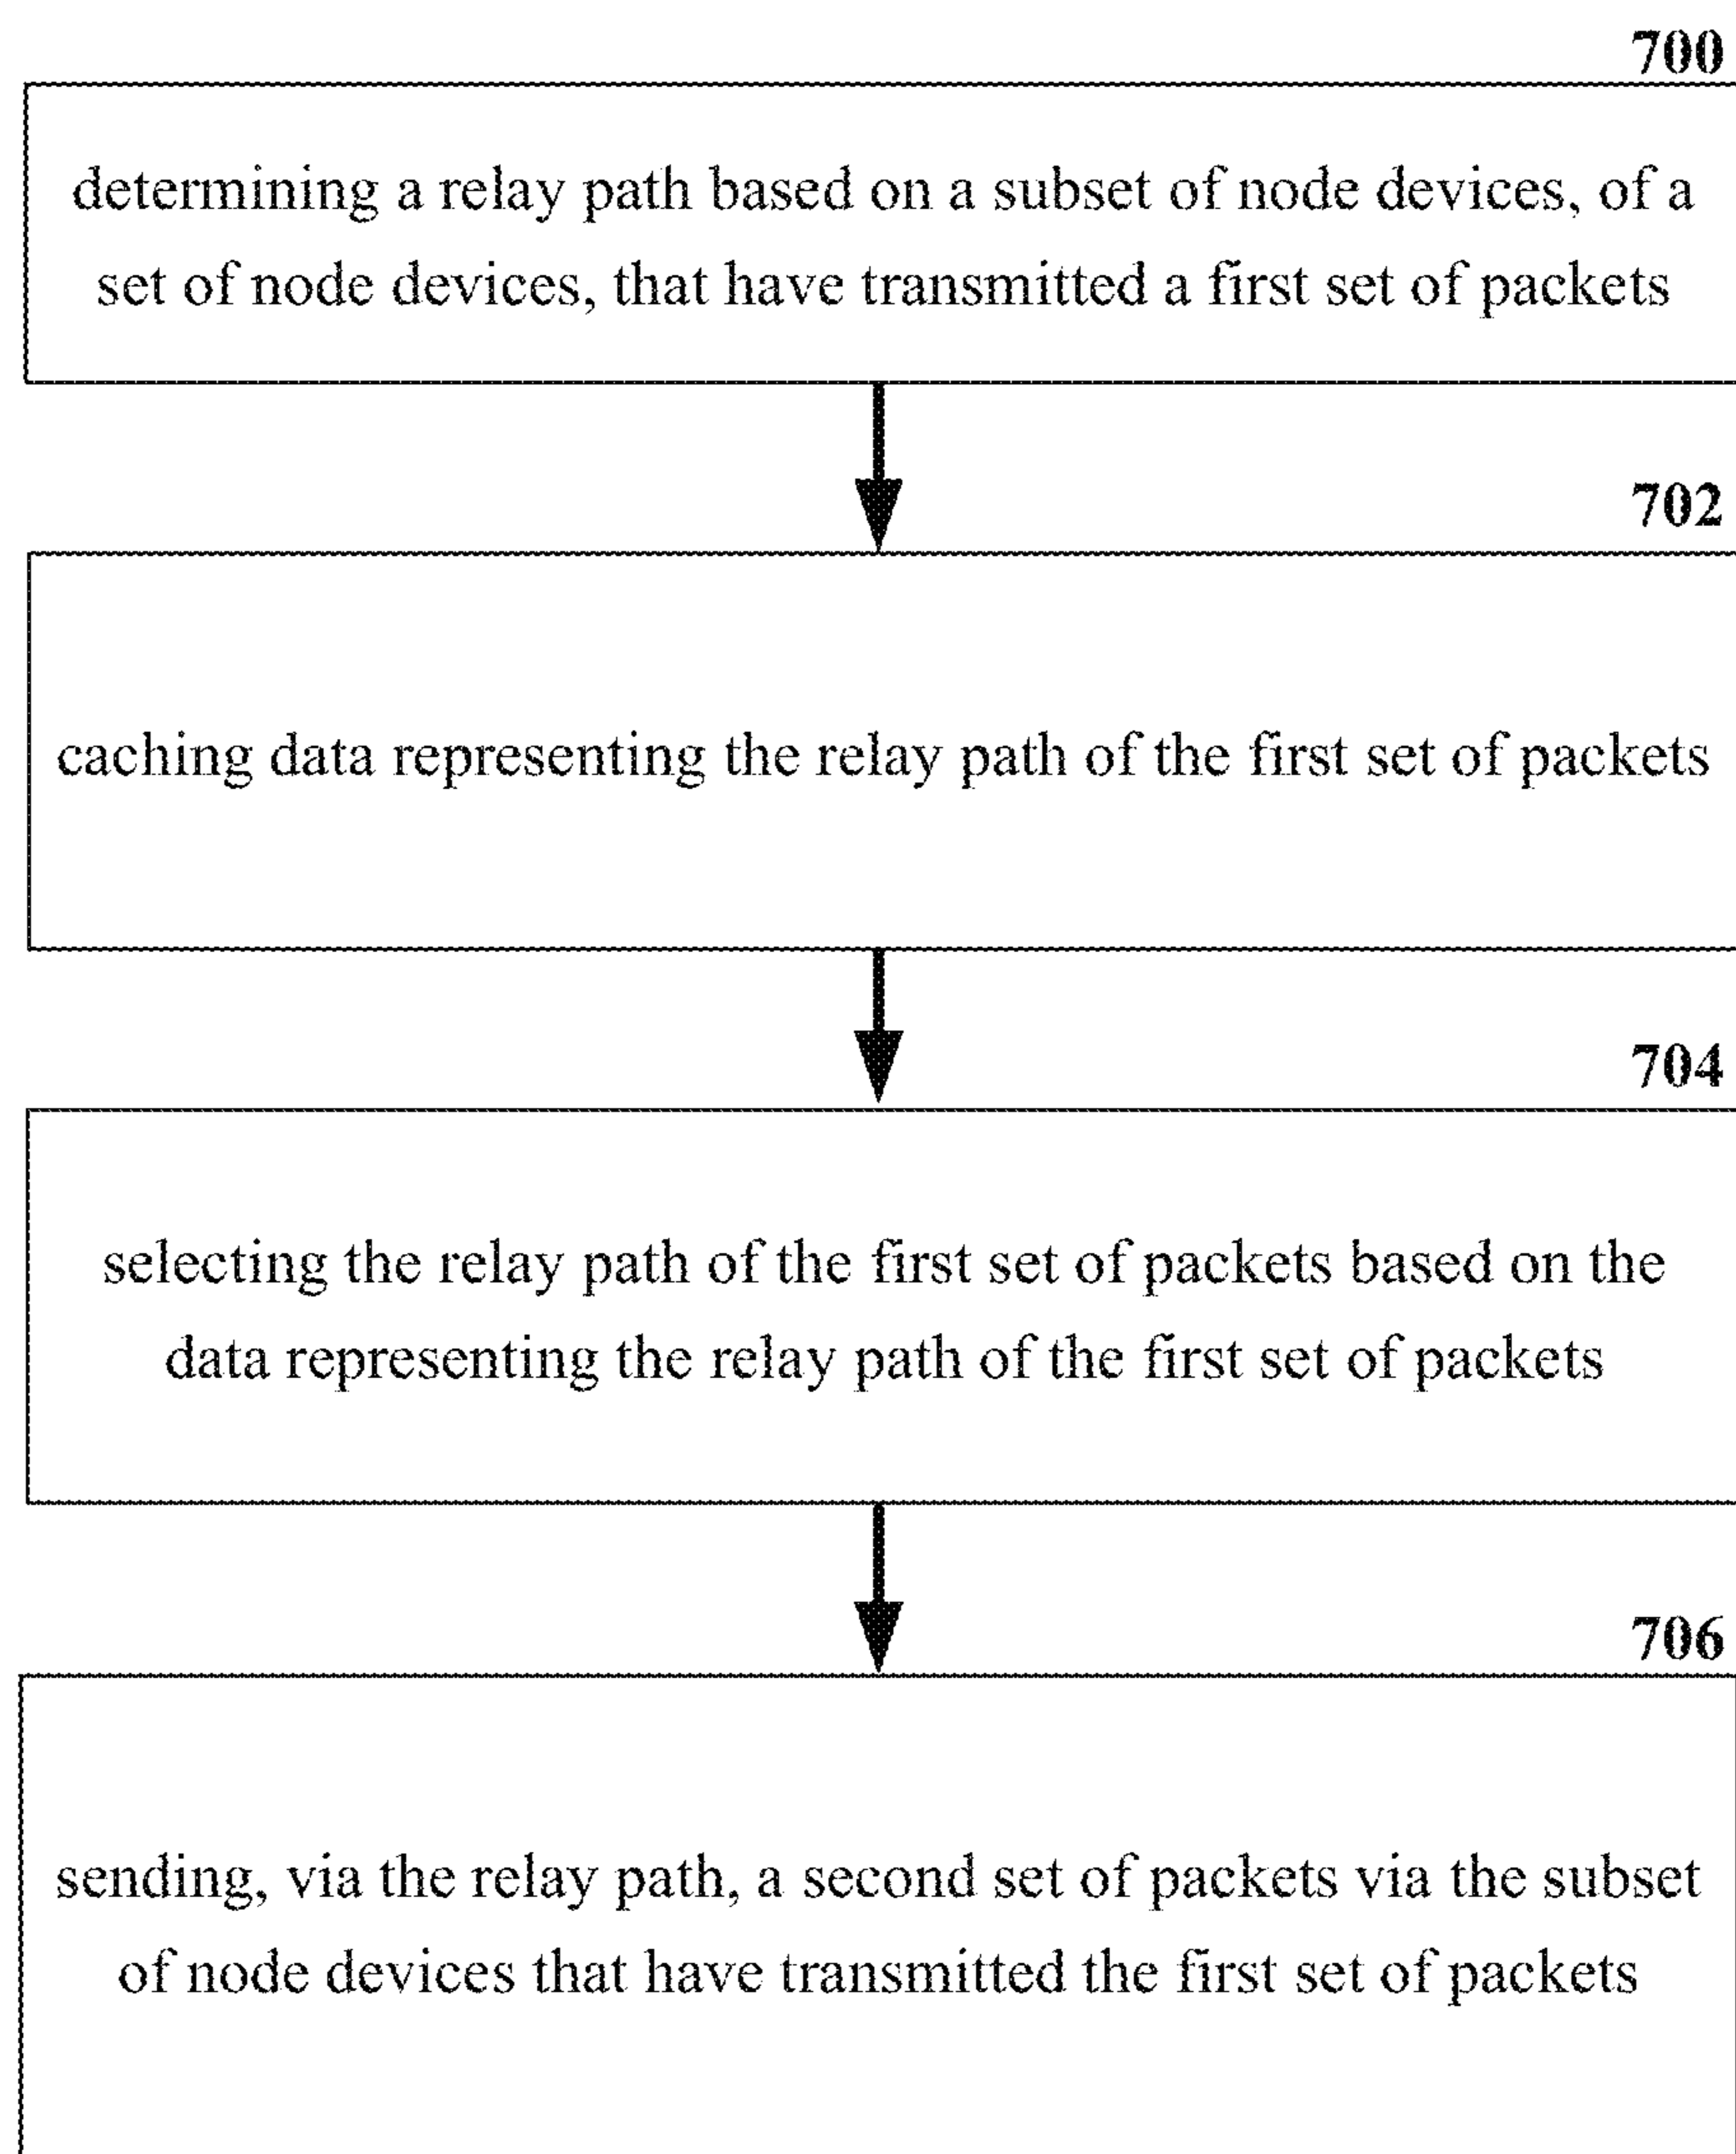 700
determining a relay path based on a subset of node devices, of a
set of node devices, that have transmitted a first set of packets
702
caching data representing the relay path of the first set of packets
704
selecting the relay path of the first set of packets based on the
data representing the relay path of the first set of packets
706
sending, via the relay path, a second set of packets via the subset
of node devices that have transmitted the first set of packets